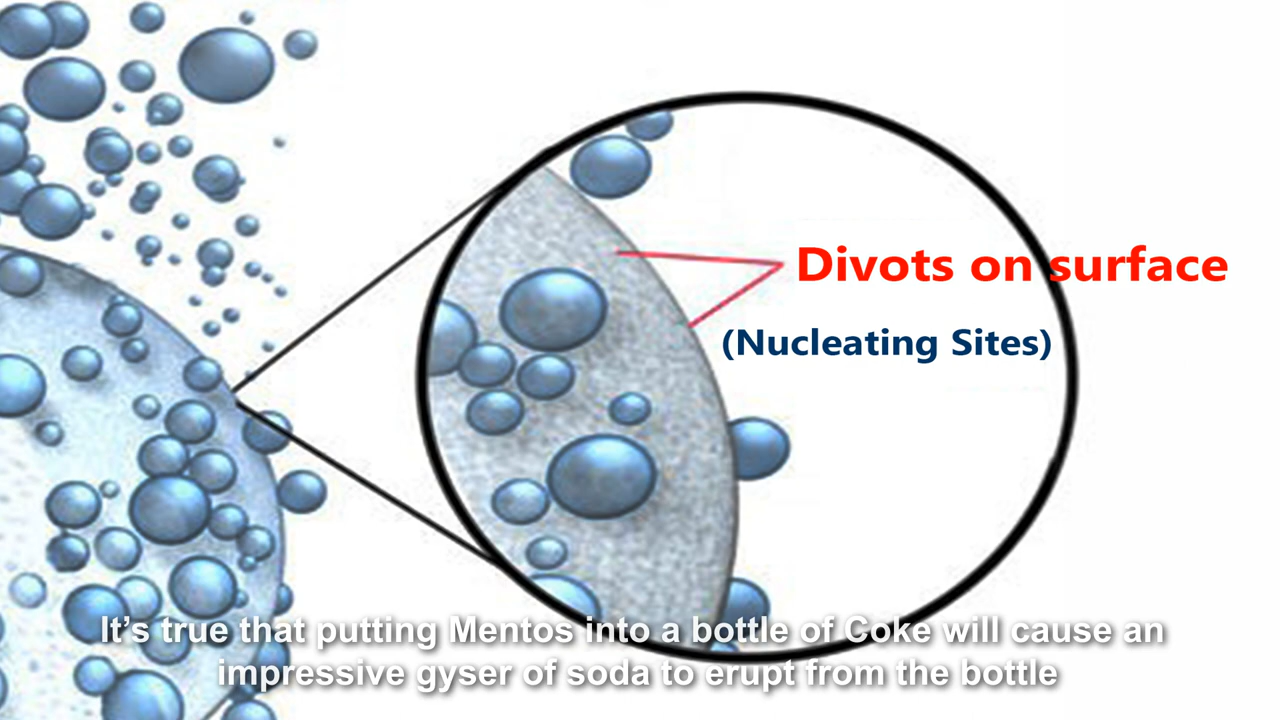 Divots on surface
(Nucleating Sites)
It’s true that putting Mentos into a bottle of Coke will cause an
impressive gyser of soda to erupt from the bottle